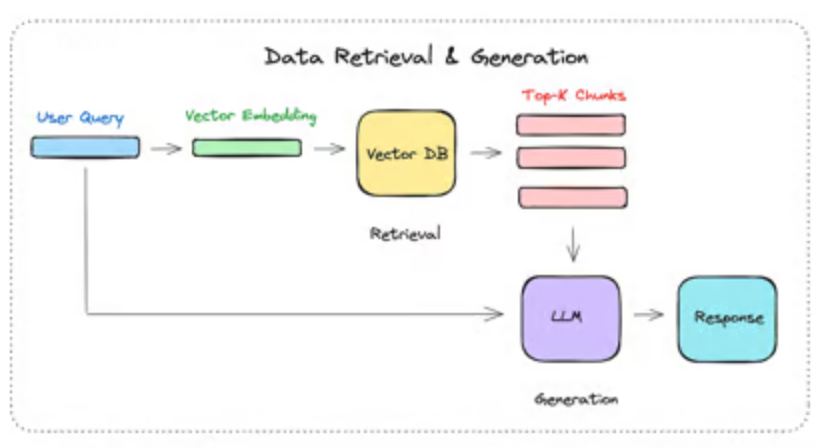 Data Retrieval & Generation
Top-K Chunks
User Query
Vector Embedding
Vector DB
Retrieval
LLM
Response
Generation